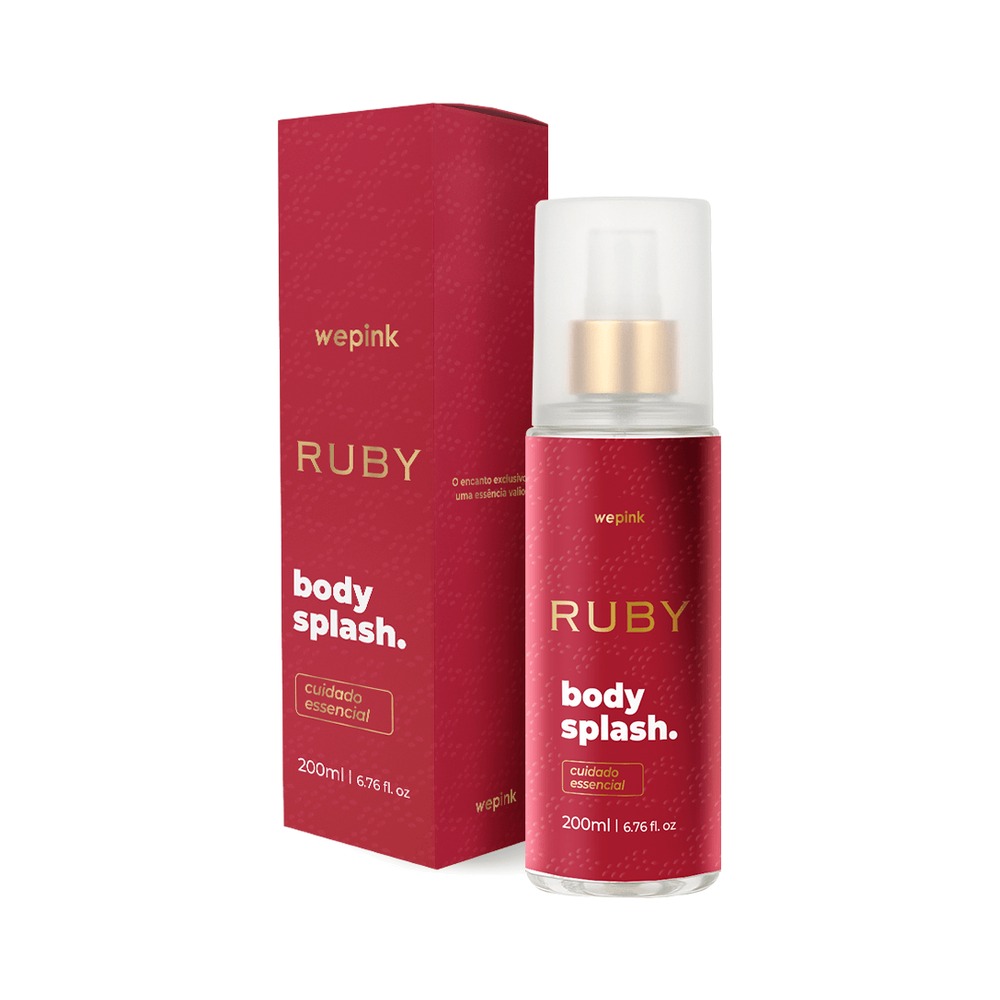 wepink
RUBY
body
splash.
cuidado
essencial
200ml | 6.76 fl. oz
O encanto exclusivo
uma essência
wepink
wepink
RUBY
body
splash.
cuidado
essencial
200ml | 6.76 fl. oz